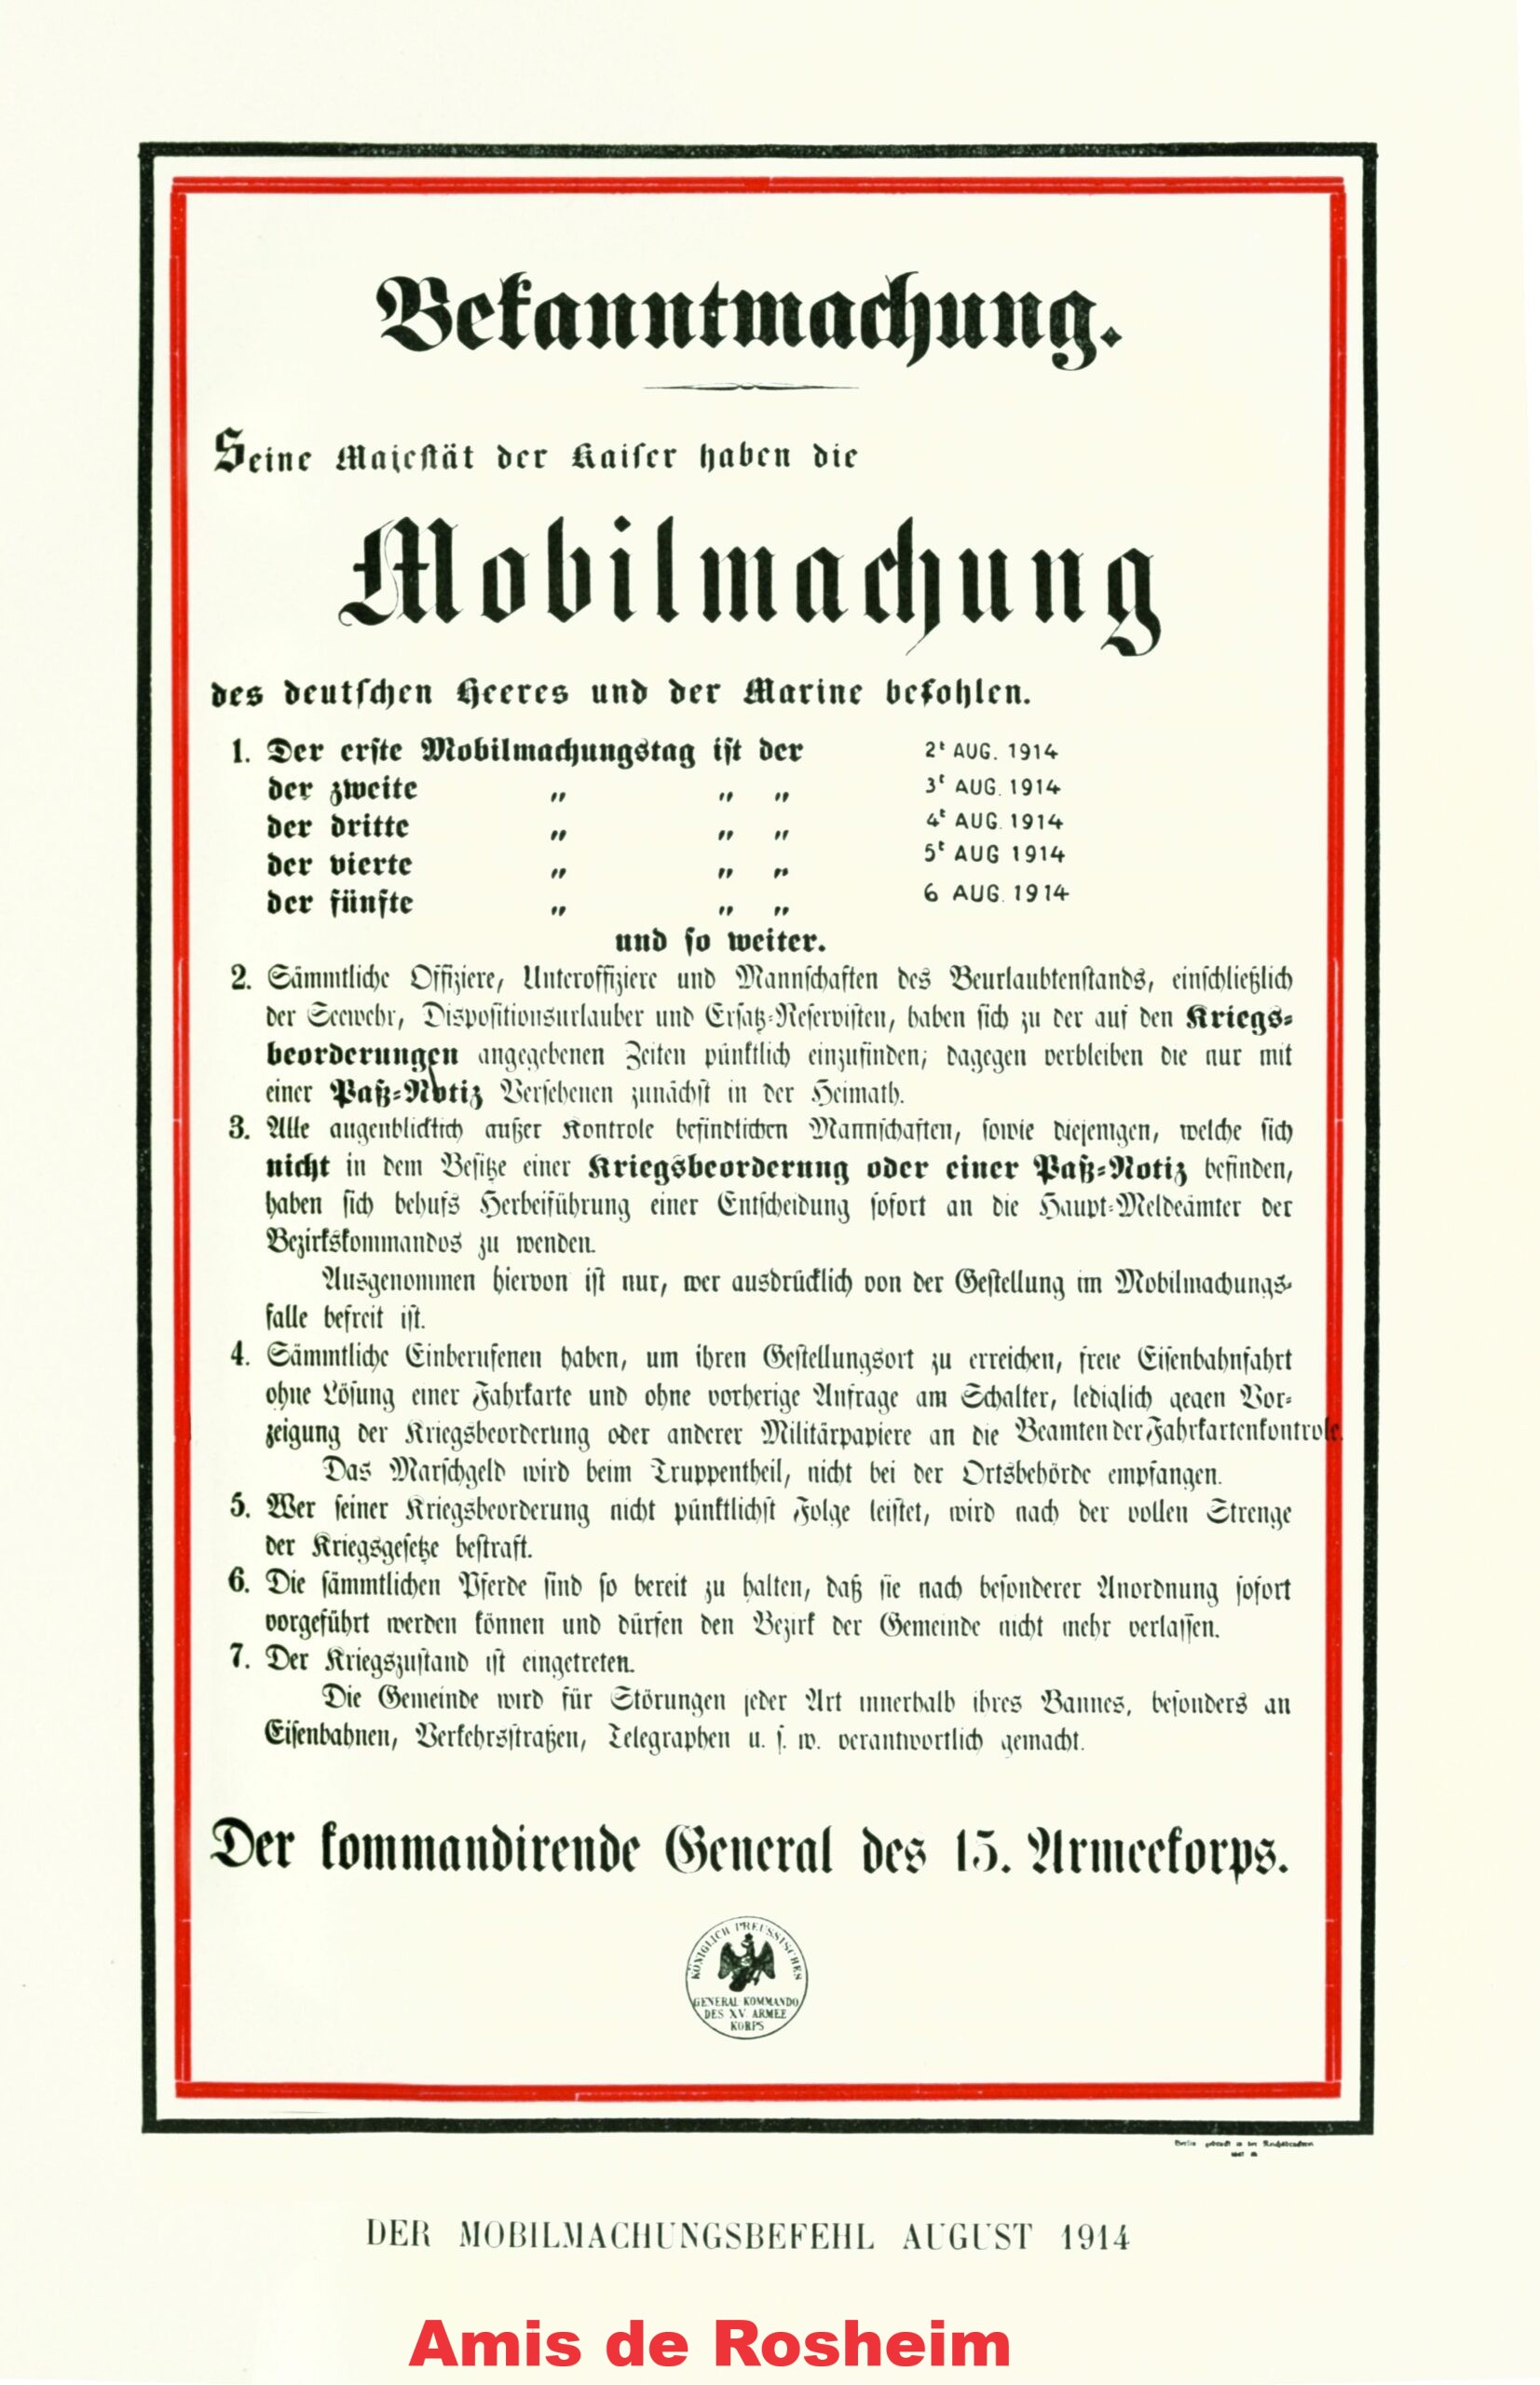 Bekanntmachung.
Seine Majestät der Kaiser haben die
Mobilmachung
des deutschen Heeres und der Marine befohlen.
1. Der erste Mobilmachungstag ist der 2t AUG. 1914
der zweite " " " 3t AUG. 1914
der dritte " " " 4t AUG. 1914
der vierte " " " 5t AUG 1914
der fünfte " " " 6 AUG. 1914
und so weiter.
2. Sämmtliche Offiziere, Unteroffiziere und Mannschaften des Beurlaubtenstands, einschließlich
der Seewehr, Dispositionsurlauber und Ersatz-Reservisten, haben sich zu der auf den Kriegs-
beorderungen angegebenen Zeiten pünktlich einzufinden; dagegen verbleiben die nur mit
einer Paß-Notiz Versehenen zunächst in der Heimath.
3. Alle augenblicklich außer Kontrole befindlichen Mannschaften, sowie diejenigen, welche sich
nicht in dem Besitze einer Kriegsbeorderung oder einer Paß-Notiz befinden,
haben sich behufs Herbeiführung einer Entscheidung sofort an die Haupt-Meldeämter der
Bezirkskommandos zu wenden.
Ausgenommen hiervon ist nur, wer ausdrücklich von der Gestellung im Mobilmachungs-
falle befreit ist.
4. Sämmtliche Einberufenen haben, um ihren Gestellungsort zu erreichen, freie Eisenbahnfahrt
ohne Lösung einer Fahrkarte und ohne vorherige Anfrage am Schalter, lediglich gegen Vor-
zeigung der Kriegsbeorderung oder anderer Militärpapiere an die Beamten der Fahrkartenkontrole.
Das Marschgeld wird beim Truppentheil, nicht bei der Ortsbehörde empfangen.
5. Wer seiner Kriegsbeorderung nicht pünktlichst Folge leistet, wird nach der vollen Strenge
der Kriegsgesetze bestraft.
6. Die sämmtlichen Pferde sind so bereit zu halten, daß sie nach besonderer Anordnung sofort
vorgeführt werden können und dürfen den Bezirk der Gemeinde nicht mehr verlassen.
7. Der Kriegszustand ist eingetreten.
Die Gemeinde wird für Störungen jeder Art innerhalb ihres Bannes, besonders an
Eisenbahnen, Verkehrsstraßen, Telegraphen u. s. w. verantwortlich gemacht.
Der kommandirende General des 15. Armeekorps.
KÖNIGLICH PREUSSISCHES
GENERAL KOMMANDO
DES XV. ARMEE
KORPS
Berlin gedruckt in der Reichsdruckerei
DER MOBILMACHUNGSBEFEHL AUGUST 1914
Amis de Rosheim